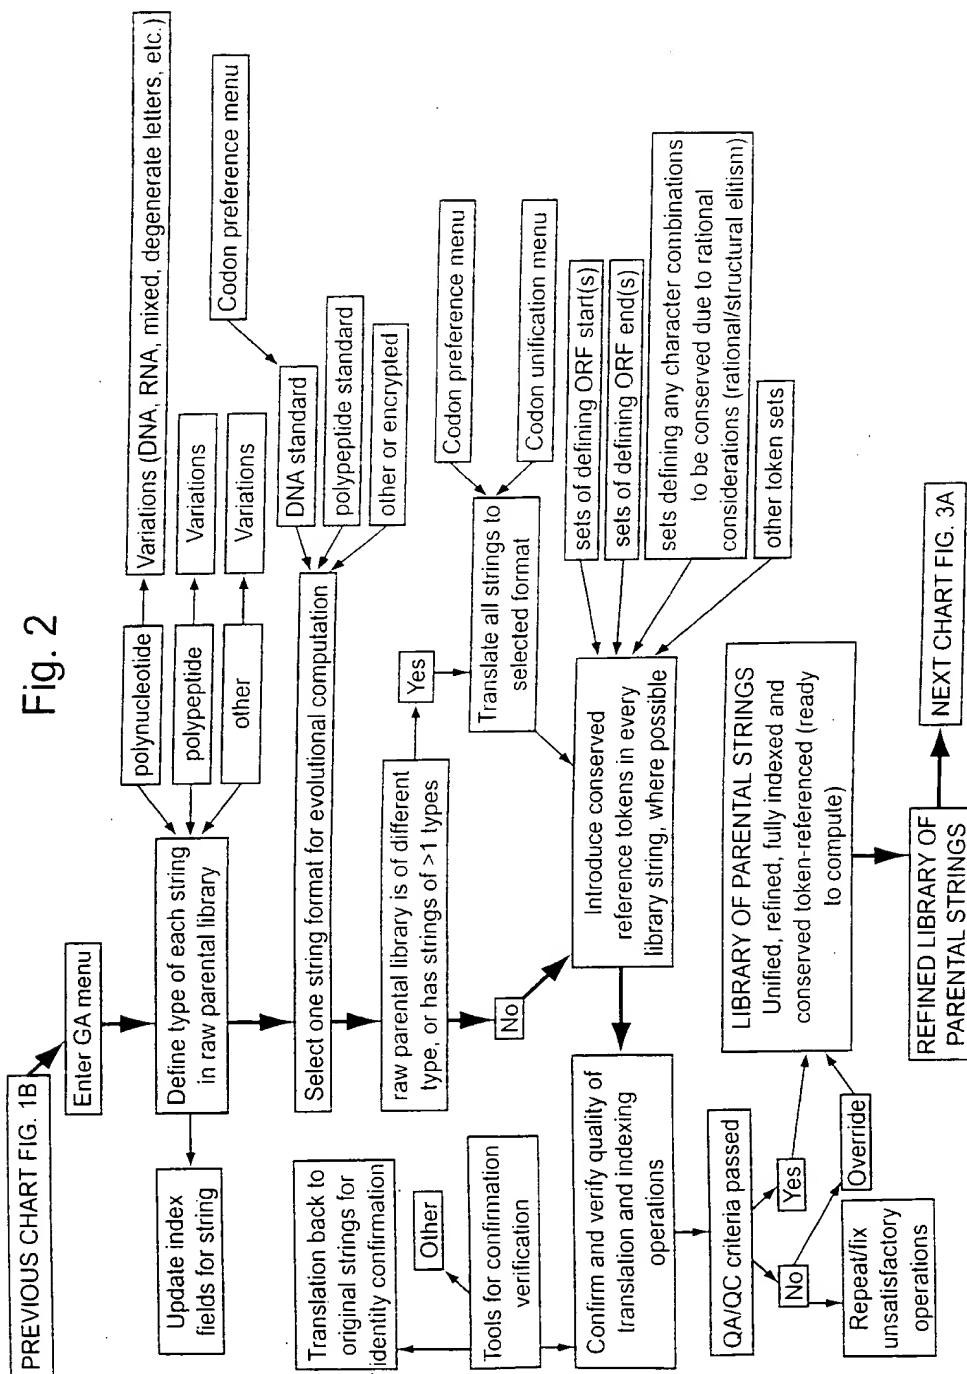 Fig. 2
PREVIOUS CHART FIG. 1B
Enter GA menu
Define type of each string
in raw parental library
Update index
fields for string
polynucleotide
polypeptide
other
Variations (DNA, RNA, mixed, degenerate letters, etc.)
Variations
Variations
Select one string format for evolutional computation
DNA standard
polypeptide standard
other or encrypted
Codon preference menu
raw parental library is of different
type, or has strings of >1 types
Yes
No
Translate all strings to
selected format
Codon preference menu
Codon unification menu
Introduce conserved
reference tokens in every
library string, where possible
sets of defining ORF start(s)
sets of defining ORF end(s)
sets defining any character combinations
to be conserved due to rational
considerations (rational/structural elitism)
other token sets
Translation back to
original strings for
identity confirmation
Other
Tools for confirmation
verification
Confirm and verify quality of
translation and indexing
operations
QA/QC criteria passed
Yes
No
Override
Repeat/fix
unsatisfactory
operations
LIBRARY OF PARENTAL STRINGS
Unified, refined, fully indexed and
conserved token-referenced (ready
to compute)
REFINED LIBRARY OF
PARENTAL STRINGS
NEXT CHART FIG. 3A